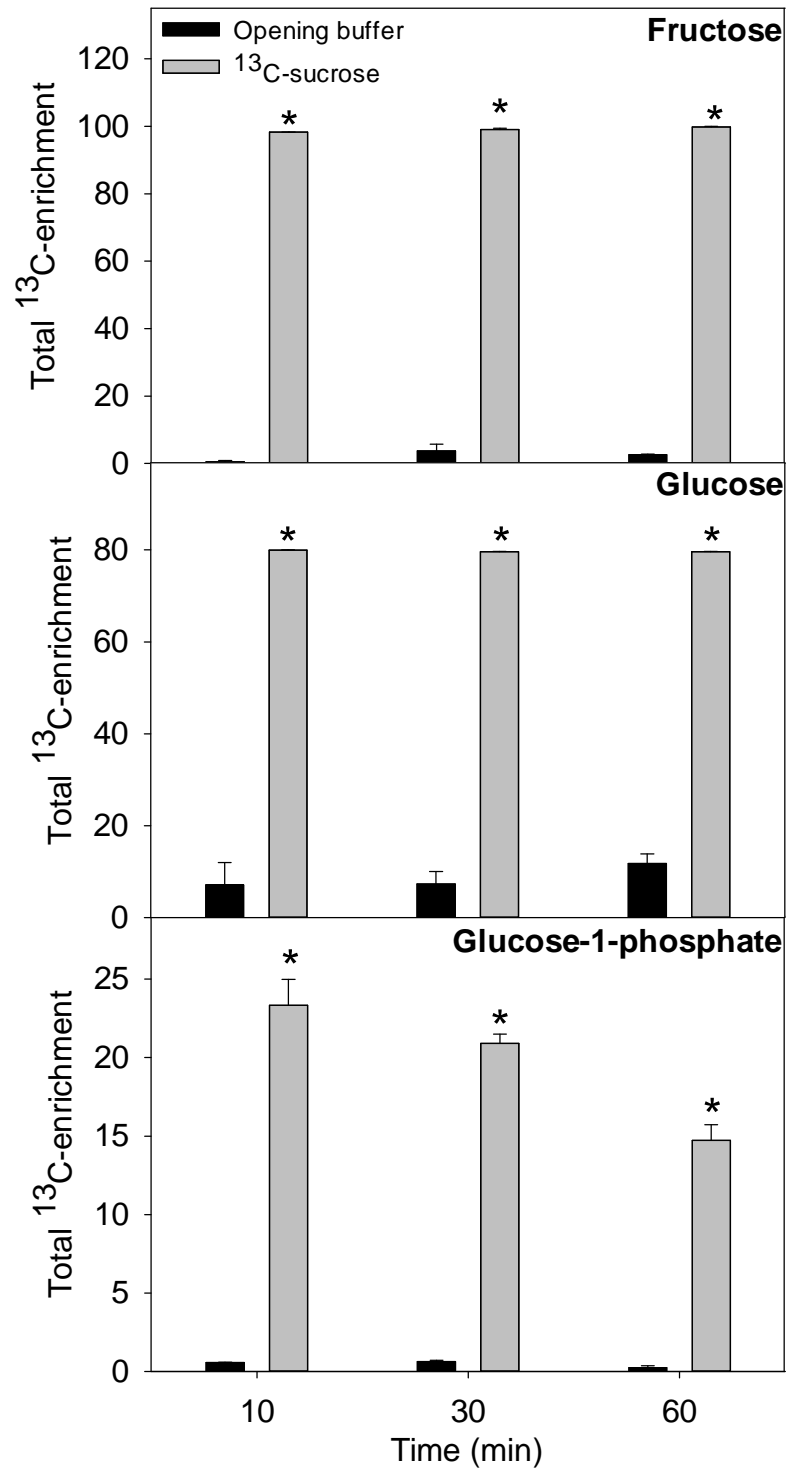 Opening buffer
¹³C-sucrose
Fructose
Total ¹³C-enrichment
120
100
80
60
40
20
0
* * *
Glucose
Total ¹³C-enrichment
80
60
40
20
0
* * *
Glucose-1-phosphate
Total ¹³C-enrichment
25
20
15
10
5
0
* * *
10 30 60
Time (min)